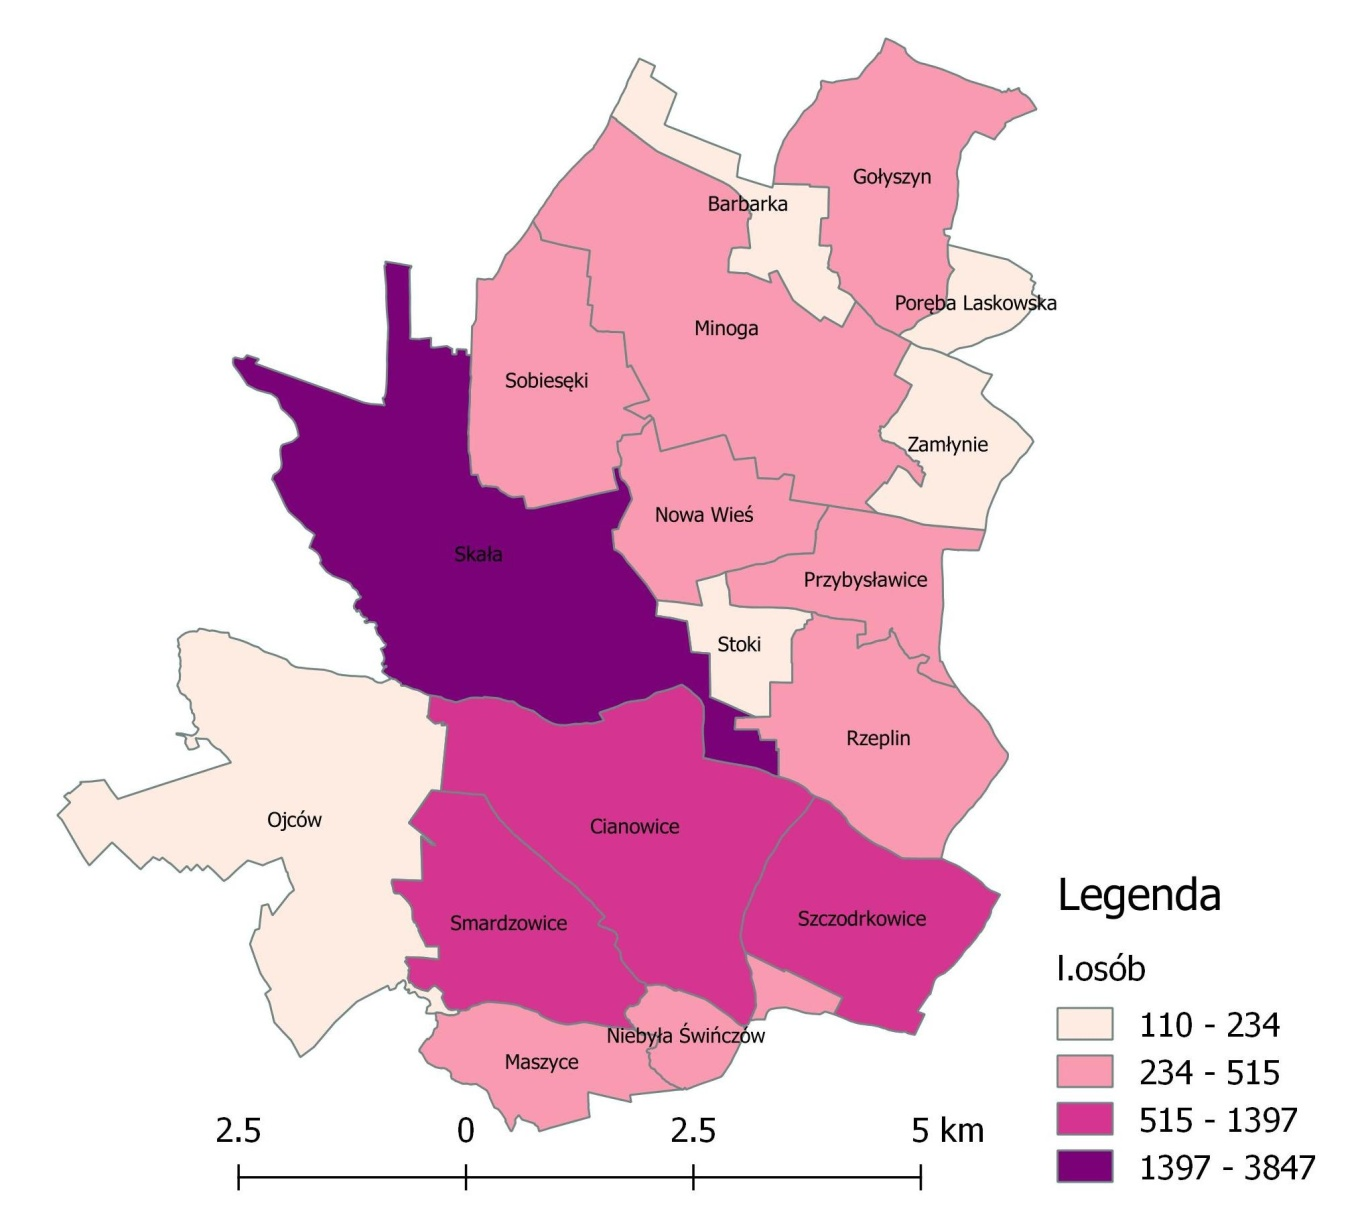 Gołyszyn
Barbarka
Poręba Laskowska
Minoga
Sobiesęki
Zamłynie
Nowa Wieś
Skała
Przybysławice
Stoki
Rzeplin
Ojców
Cianowice
Smardzowice
Szczodrkowice
Niebyła Świńczów
Maszyce
2.5 0 2.5 5 km
Legenda
l.osób
110 - 234
234 - 515
515 - 1397
1397 - 3847